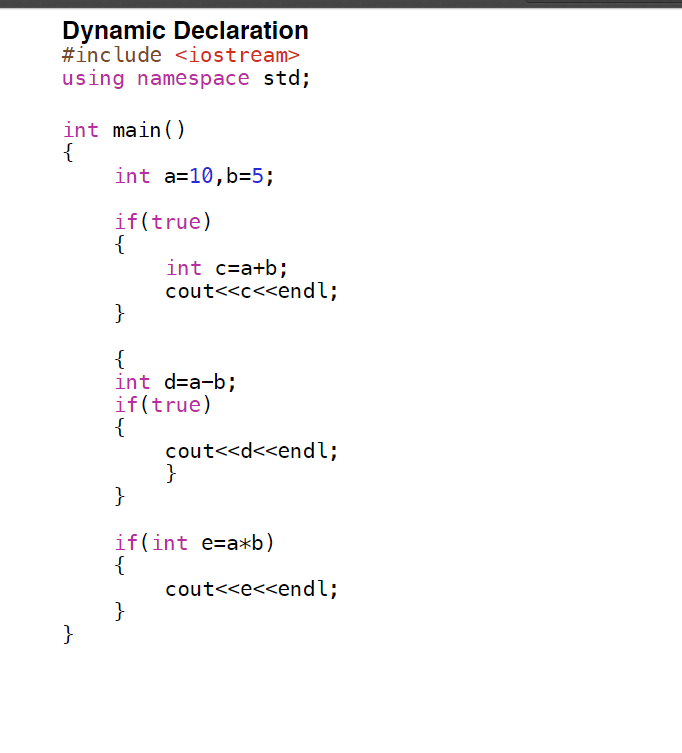 Dynamic Declaration
#include <iostream>
using namespace std;
int main()
{
int a=10,b=5;
if(true)
{
int c=a+b;
cout<<c<<endl;
}
{
int d=a−b;
if(true)
{
cout<<d<<endl;
}
}
if(int e=a*b)
{
cout<<e<<endl;
}
}